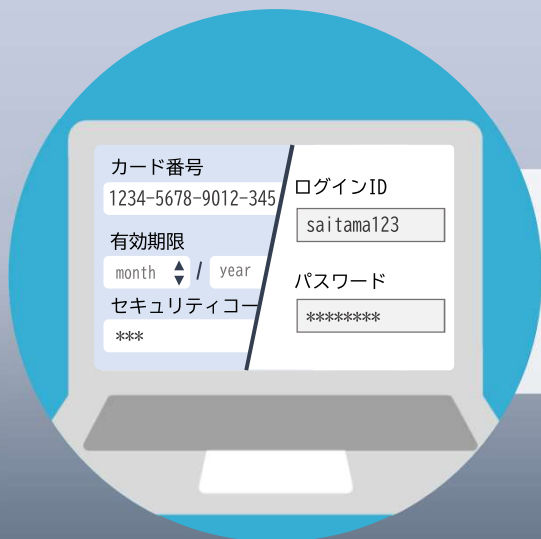 カード番号
1234-5678-9012-345
有効期限
month / year
セキュリティコー
***
ログインID
saitama123
パスワード
********